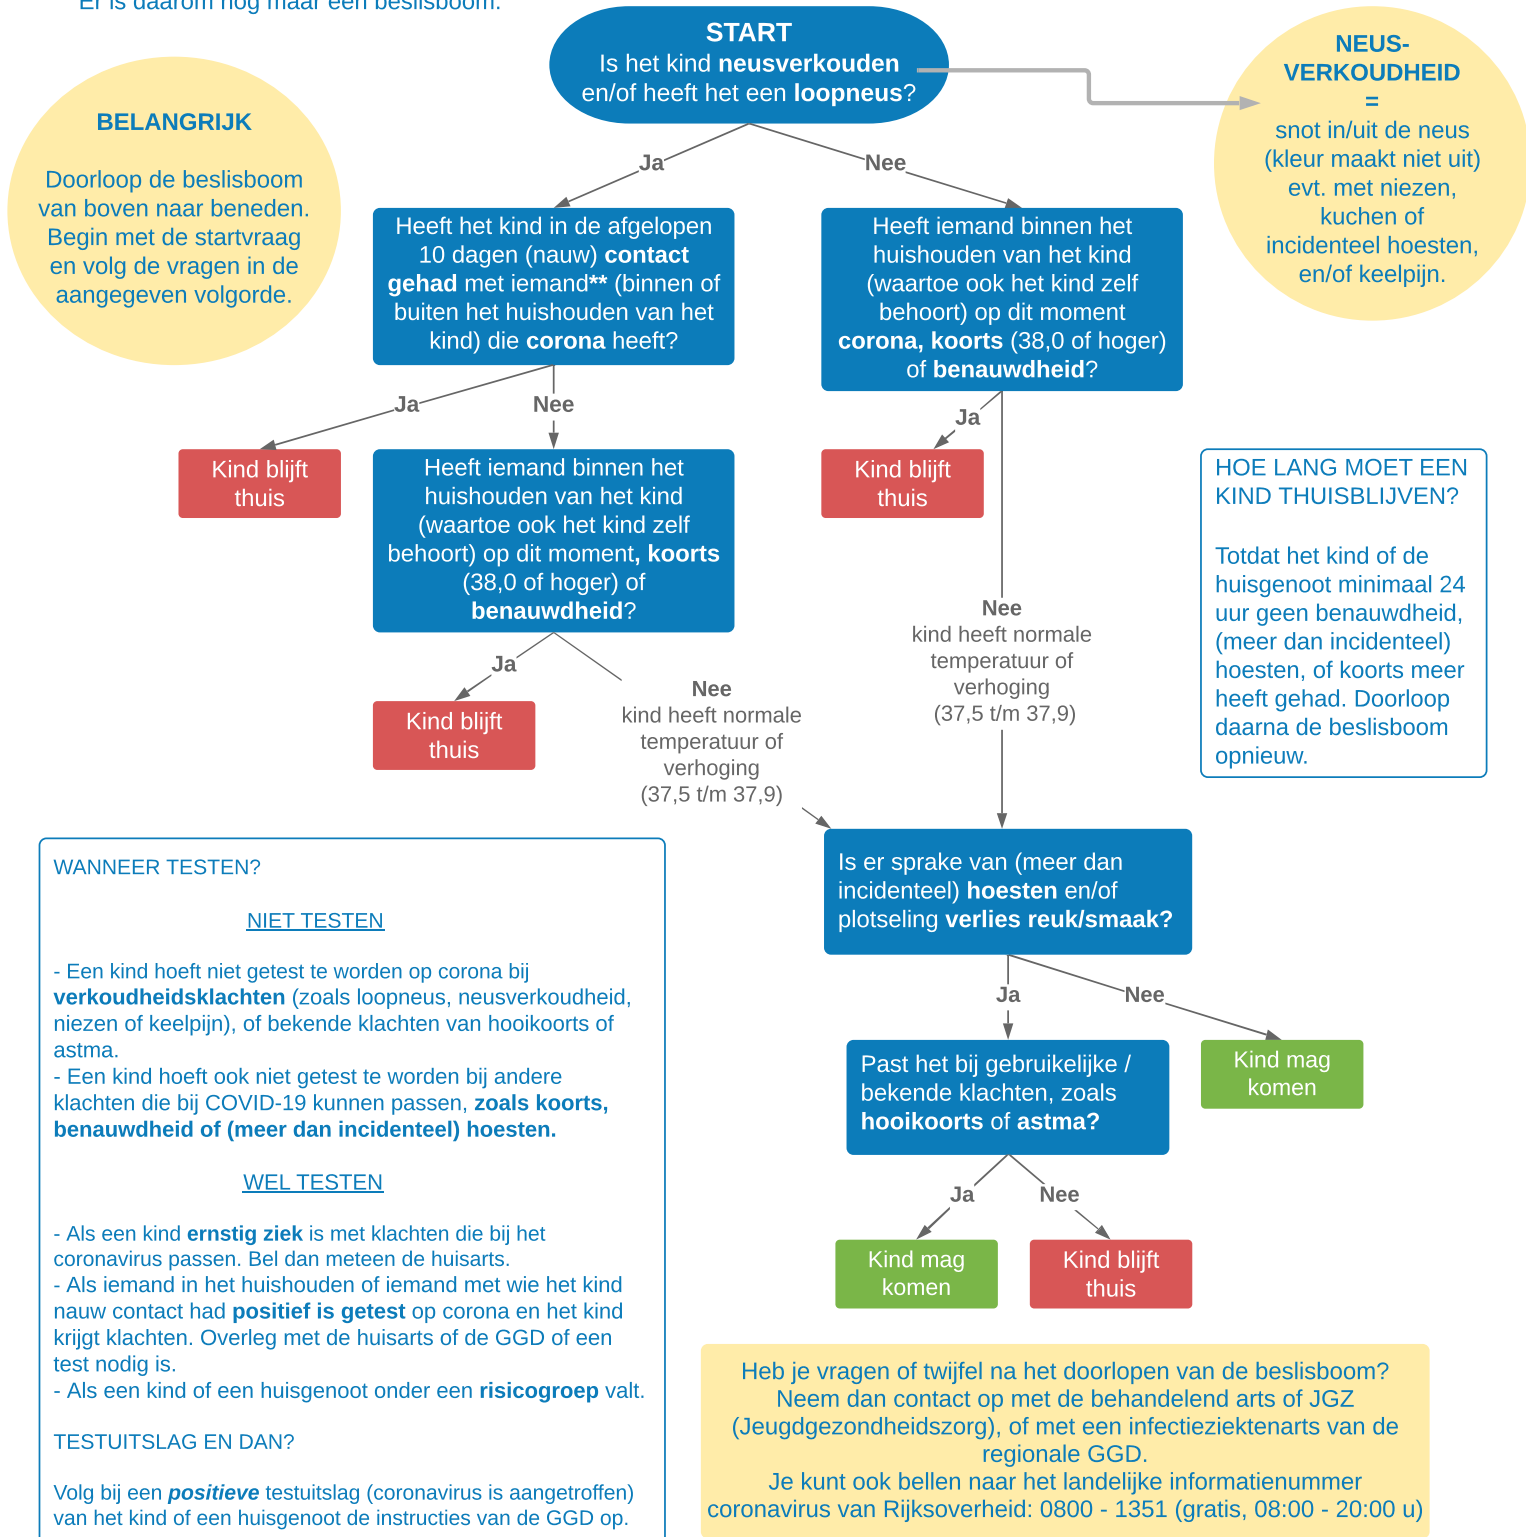 Er is daarom nog maar één beslisboom.
START
Is het kind neusverkouden
en/of heeft het een loopneus?
NEUS-
VERKOUDHEID
=
snot in/uit de neus
(kleur maakt niet uit)
evt. met niezen,
kuchen of
incidenteel hoesten,
en/of keelpijn.
BELANGRIJK
Doorloop de beslisboom
van boven naar beneden.
Begin met de startvraag
en volg de vragen in de
aangegeven volgorde.
Ja
Nee
Heeft het kind in de afgelopen
10 dagen (nauw) contact
gehad met iemand** (binnen of
buiten het huishouden van het
kind) die corona heeft?
Heeft iemand binnen het
huishouden van het kind
(waartoe ook het kind zelf
behoort) op dit moment
corona, koorts (38,0 of hoger)
of benauwdheid?
Ja
Nee
Ja
Kind blijft
thuis
Heeft iemand binnen het
huishouden van het kind
(waartoe ook het kind zelf
behoort) op dit moment, koorts
(38,0 of hoger) of
benauwdheid?
Kind blijft
thuis
HOE LANG MOET EEN
KIND THUISBLIJVEN?
Totdat het kind of de
huisgenoot minimaal 24
uur geen benauwdheid,
(meer dan incidenteel)
hoesten, of koorts meer
heeft gehad. Doorloop
daarna de beslisboom
opnieuw.
Nee
kind heeft normale
temperatuur of
verhoging
(37,5 t/m 37,9)
Ja
Kind blijft
thuis
Nee
kind heeft normale
temperatuur of
verhoging
(37,5 t/m 37,9)
Is er sprake van (meer dan
incidenteel) hoesten en/of
plotseling verlies reuk/smaak?
Ja
Nee
Past het bij gebruikelijke /
bekende klachten, zoals
hooikoorts of astma?
Kind mag
komen
Ja
Nee
Kind mag
komen
Kind blijft
thuis
WANNEER TESTEN?
NIET TESTEN
- Een kind hoeft niet getest te worden op corona bij
verkoudheidsklachten (zoals loopneus, neusverkoudheid,
niezen of keelpijn), of bekende klachten van hooikoorts of
astma.
- Een kind hoeft ook niet getest te worden bij andere
klachten die bij COVID-19 kunnen passen, zoals koorts,
benauwdheid of (meer dan incidenteel) hoesten.
WEL TESTEN
- Als een kind ernstig ziek is met klachten die bij het
coronavirus passen. Bel dan meteen de huisarts.
- Als iemand in het huishouden of iemand met wie het kind
nauw contact had positief is getest op corona en het kind
krijgt klachten. Overleg met de huisarts of de GGD of een
test nodig is.
- Als een kind of een huisgenoot onder een risicogroep valt.
TESTUITSLAG EN DAN?
Volg bij een positieve testuitslag (coronavirus is aangetroffen)
van het kind of een huisgenoot de instructies van de GGD op.
Heb je vragen of twijfel na het doorlopen van de beslisboom?
Neem dan contact op met de behandelend arts of JGZ
(Jeugdgezondheidszorg), of met een infectieziektenarts van de
regionale GGD.
Je kunt ook bellen naar het landelijke informatienummer
coronavirus van Rijksoverheid: 0800 - 1351 (gratis, 08:00 - 20:00 u)